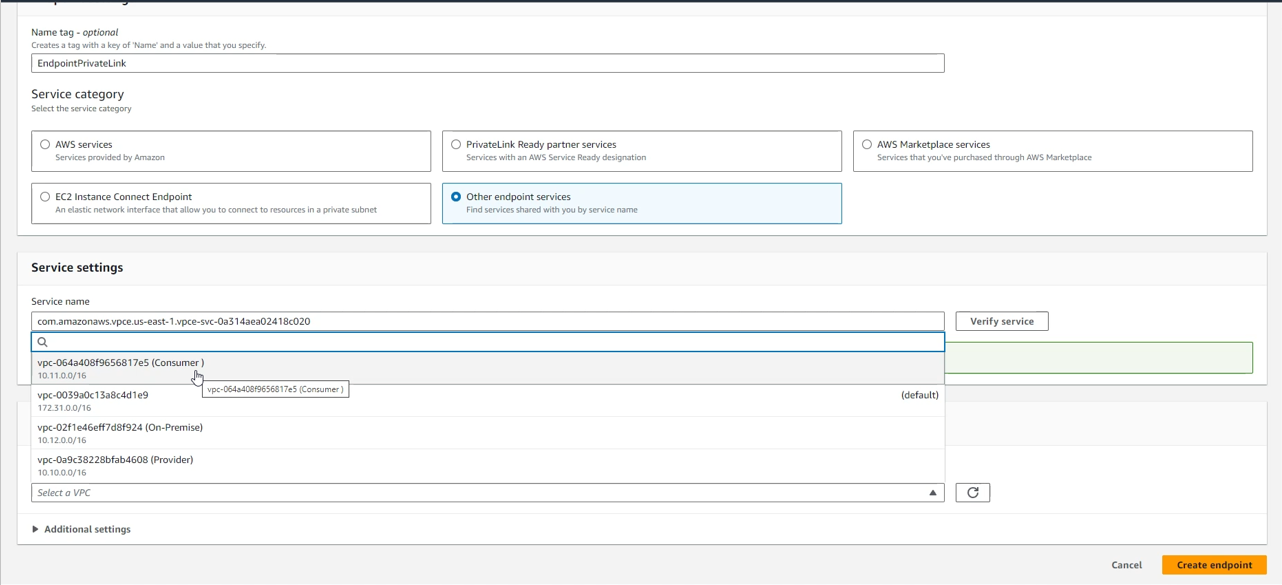 Name tag - optional
Creates a tag with a key of 'Name' and a value that you specify.
EndpointPrivateLink
Service category
Select the service category
AWS services
Services provided by Amazon
PrivateLink Ready partner services
Services with an AWS Service Ready designation
AWS Marketplace services
Services that you've purchased through AWS Marketplace
EC2 Instance Connect Endpoint
An elastic network interface that allow you to connect to resources in a private subnet
Other endpoint services
Find services shared with you by service name
Service settings
Service name
com.amazonaws.vpce.us-east-1.vpce-svc-0a314aea02418c020
Verify service
vpc-064a408f9656817e5 (Consumer )
10.11.0.0/16
vpc-064a408f9656817e5 (Consumer )
vpc-0039a0c13a8c4d1e9 (default)
172.31.0.0/16
vpc-02f1e46eff7d8f924 (On-Premise)
10.12.0.0/16
vpc-0a9c38228bfab4608 (Provider)
10.10.0.0/16
Select a VPC
Additional settings
Cancel
Create endpoint